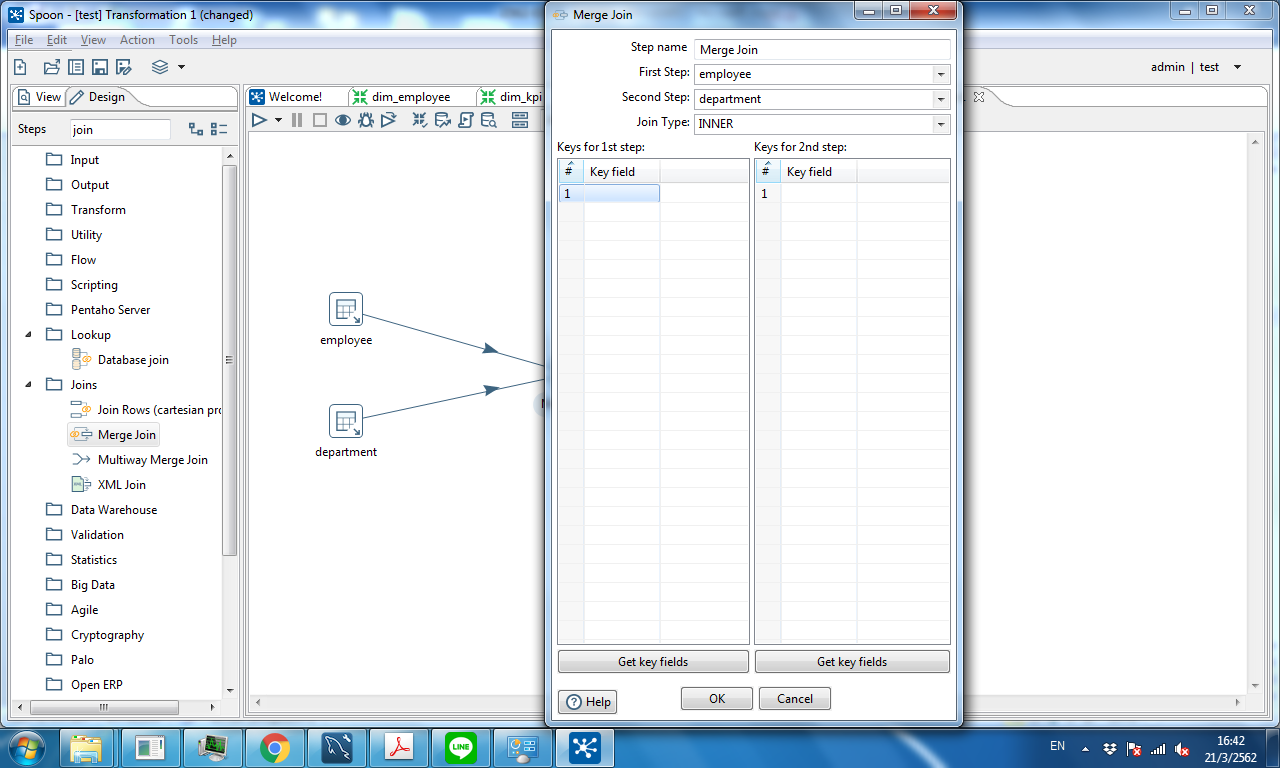 Spoon - [test] Transformation 1 (changed)
File Edit View Action Tools Help
admin | test
View Design
Steps join
Input
Output
Transform
Utility
Flow
Scripting
Pentaho Server
Lookup
Database join
Joins
Join Rows (cartesian pro
Merge Join
Multiway Merge Join
XML Join
Data Warehouse
Validation
Statistics
Big Data
Agile
Cryptography
Palo
Open ERP
Welcome! dim_employee dim_kpi
employee
department
Merge Join
Step name Merge Join
First Step: employee
Second Step: department
Join Type: INNER
Keys for 1st step: Keys for 2nd step:
# Key field # Key field
1 1
Get key fields Get key fields
Help OK Cancel
LINE
EN
16:42
21/3/2562